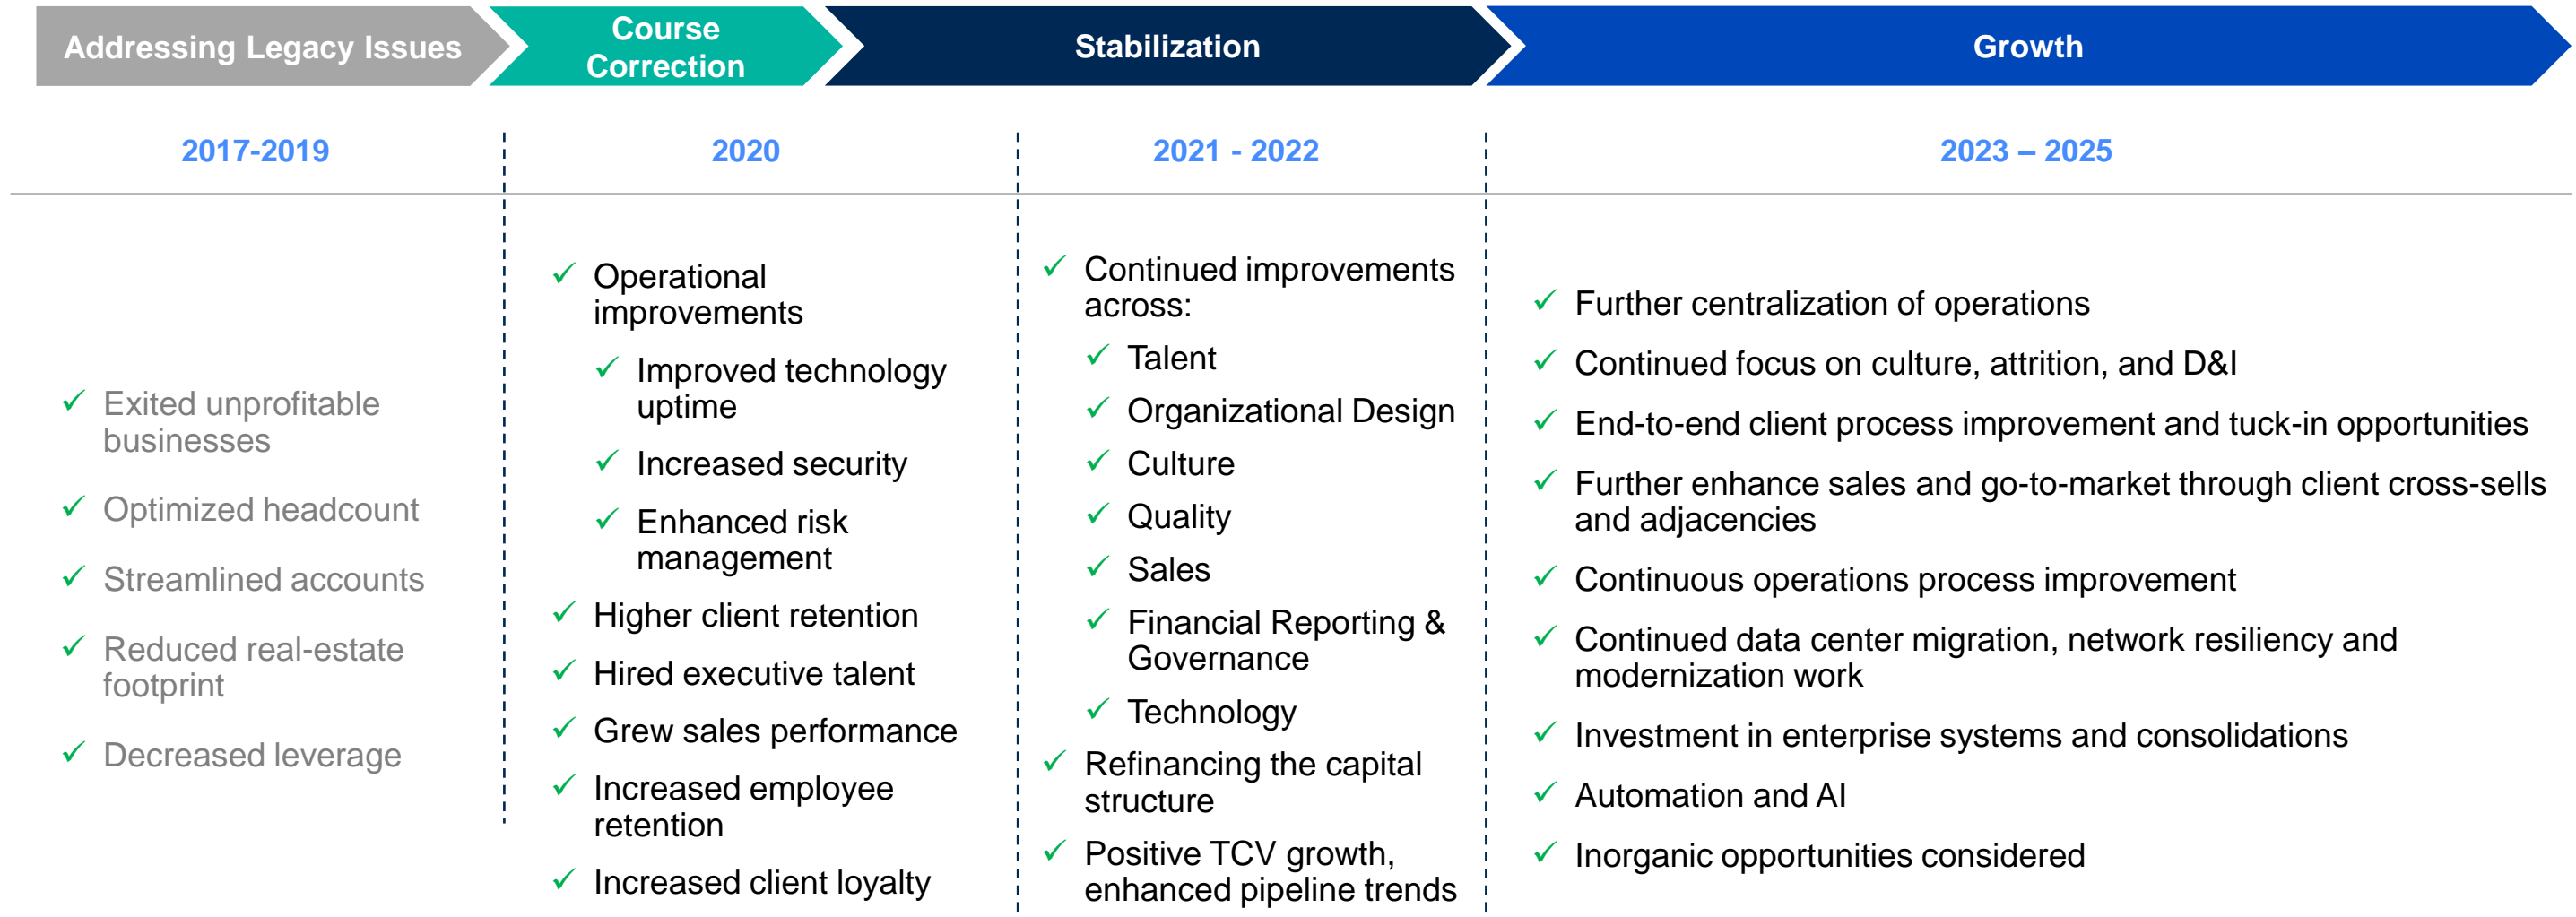 Addressing Legacy Issues
Course
Correction
Stabilization
Growth
2017-2019
2020
2021 - 2022
2023 – 2025
✓ Exited unprofitable
businesses
✓ Optimized headcount
✓ Streamlined accounts
✓ Reduced real-estate
footprint
✓ Decreased leverage
✓ Operational
improvements
✓ Improved technology
uptime
✓ Increased security
✓ Enhanced risk
management
✓ Higher client retention
✓ Hired executive talent
✓ Grew sales performance
✓ Increased employee
retention
✓ Increased client loyalty
✓ Continued improvements
across:
✓ Talent
✓ Organizational Design
✓ Culture
✓ Quality
✓ Sales
✓ Financial Reporting &
Governance
✓ Technology
✓ Refinancing the capital
structure
✓ Positive TCV growth,
enhanced pipeline trends
✓ Further centralization of operations
✓ Continued focus on culture, attrition, and D&I
✓ End-to-end client process improvement and tuck-in opportunities
✓ Further enhance sales and go-to-market through client cross-sells
and adjacencies
✓ Continuous operations process improvement
✓ Continued data center migration, network resiliency and
modernization work
✓ Investment in enterprise systems and consolidations
✓ Automation and AI
✓ Inorganic opportunities considered